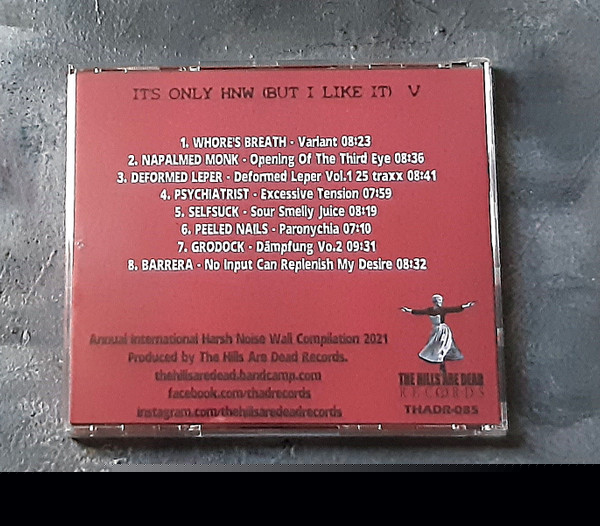 ITS ONLY HNW (BUT I LIKE IT) V
1. WHORE'S BREATH - Variant 08:23
2. NAPALMED MONK - Opening Of The Third Eye 08:36
3. DEFORMED LEPER - Deformed Leper Vol.1 25 traxx 08:41
4. PSYCHIATRIST - Excessive Tension 07:59
5. SELFSUCK - Sour Smelly Juice 08:19
6. PEELED NAILS - Paronychia 07:10
7. GRODOCK - Dämpfung Vo.2 09:31
8. BARRERA - No Input Can Replenish My Desire 08:32
Annual International Harsh Noise Wall Compilation 2021
Produced by The Hills Are Dead Records.
thehillsaredead.bandcamp.com
facebook.com/thadrecords
instagram.com/thehillsaredeadrecords
THE HILLS ARE DEAD
RECORDS
THADR-085